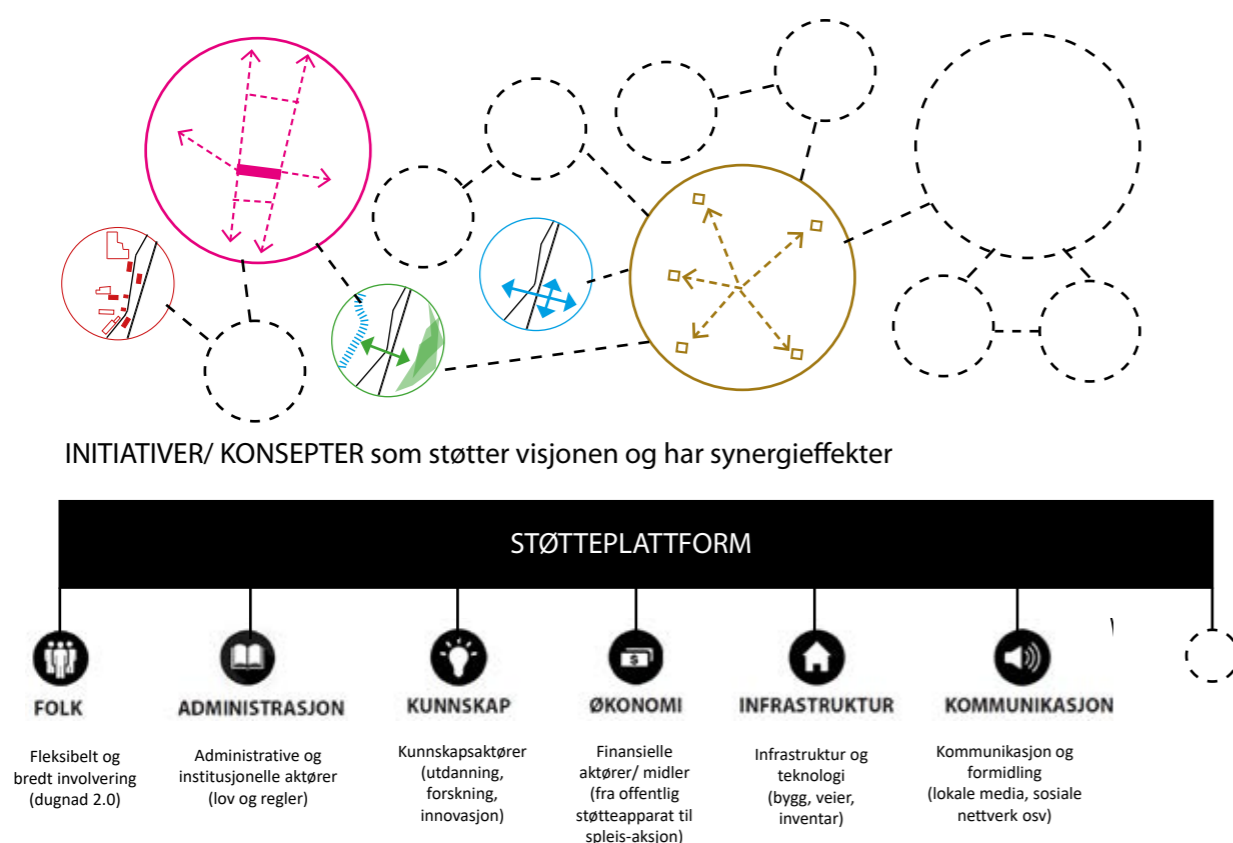 INITIATIVER/ KONSEPTER som støtter visjonen og har synergieffekter
STØTTEPLATTFORM
FOLK
Fleksibelt og
bredt involvering
(dugnad 2.0)
ADMINISTRASJON
Administrative og
institusjonelle aktører
(lov og regler)
KUNNSKAP
Kunnskapsaktører
(utdanning,
forskning,
innovasjon)
$
ØKONOMI
Finansielle
aktører/ midler
(fra offentlig
støtteapparat til
spleis-aksjon)
INFRASTRUKTUR
Infrastruktur og
teknologi
(bygg, veier,
inventar)
KOMMUNIKASJON
Kommunikasjon og
formidling
(lokale media, sosiale
nettverk osv)